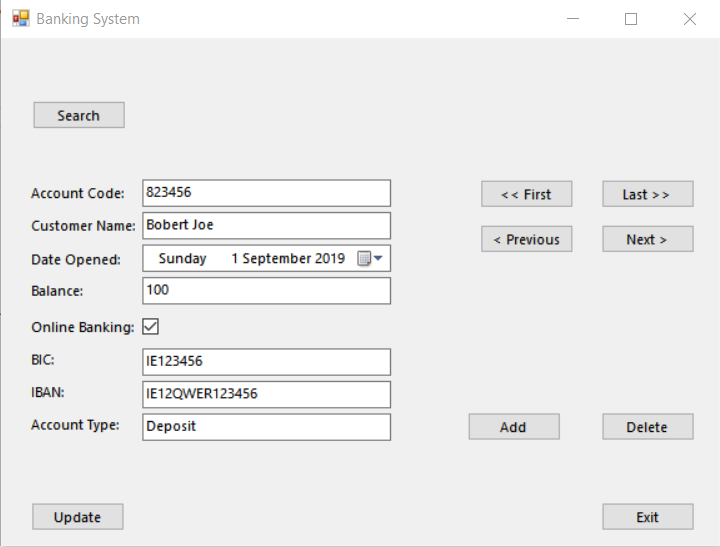 Banking System
Search
Account Code: 823456
<< First
Last >>
Customer Name: Bobert Joe
< Previous
Next >
Date Opened: Sunday 1 September 2019
Balance: 100
Online Banking:
BIC: IE123456
IBAN: IE12QWER123456
Account Type: Deposit
Add
Delete
Update
Exit